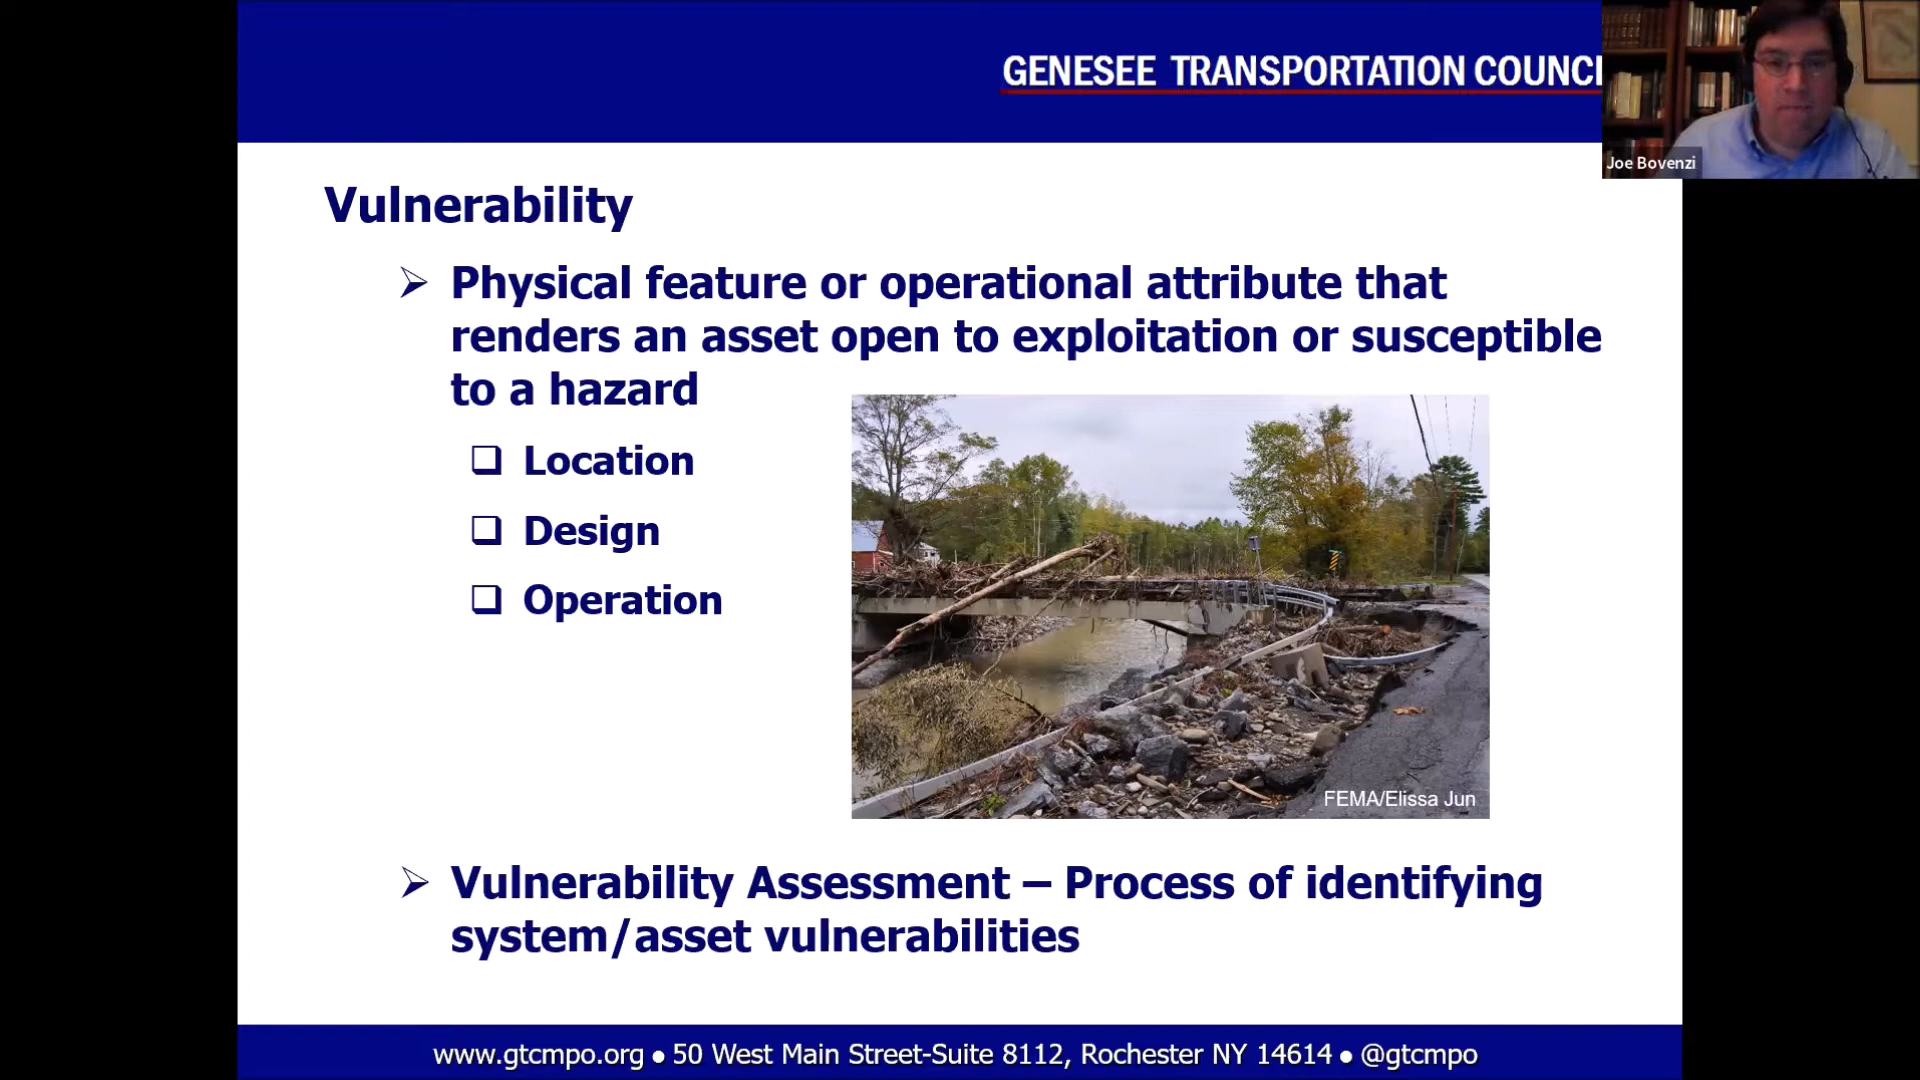 GENESEE TRANSPORTATION COUNCI
Joe Bovenzi
Vulnerability
Physical feature or operational attribute that
renders an asset open to exploitation or susceptible
to a hazard
Location
Design
Operation
FEMA/Elissa Jun
Vulnerability Assessment – Process of identifying
system/asset vulnerabilities
www.gtcmpo.org ● 50 West Main Street-Suite 8112, Rochester NY 14614 ● @gtcmpo